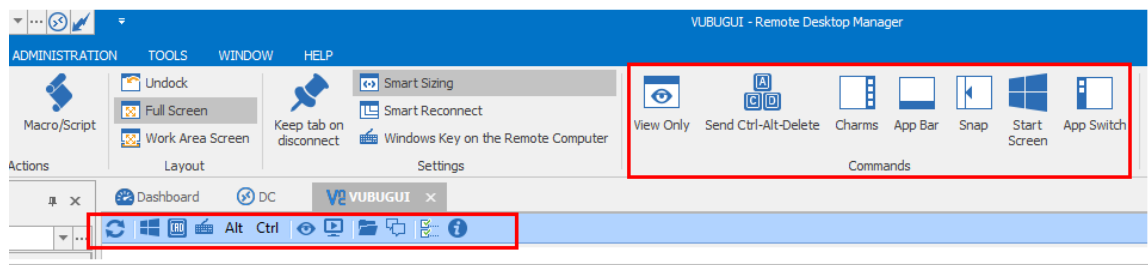 VUBUGUI - Remote Desktop Manager
ADMINISTRATION TOOLS WINDOW HELP
Macro/Script
Actions
Undock
Full Screen
Work Area Screen
Layout
Keep tab on
disconnect
Smart Sizing
Smart Reconnect
Windows Key on the Remote Computer
Settings
View Only
A
C D
Send Ctrl-Alt-Delete
Charms
App Bar
Snap
Start
Screen
App Switch
Commands
Dashboard
DC
VUBUGUI
CAD
Alt
Ctrl